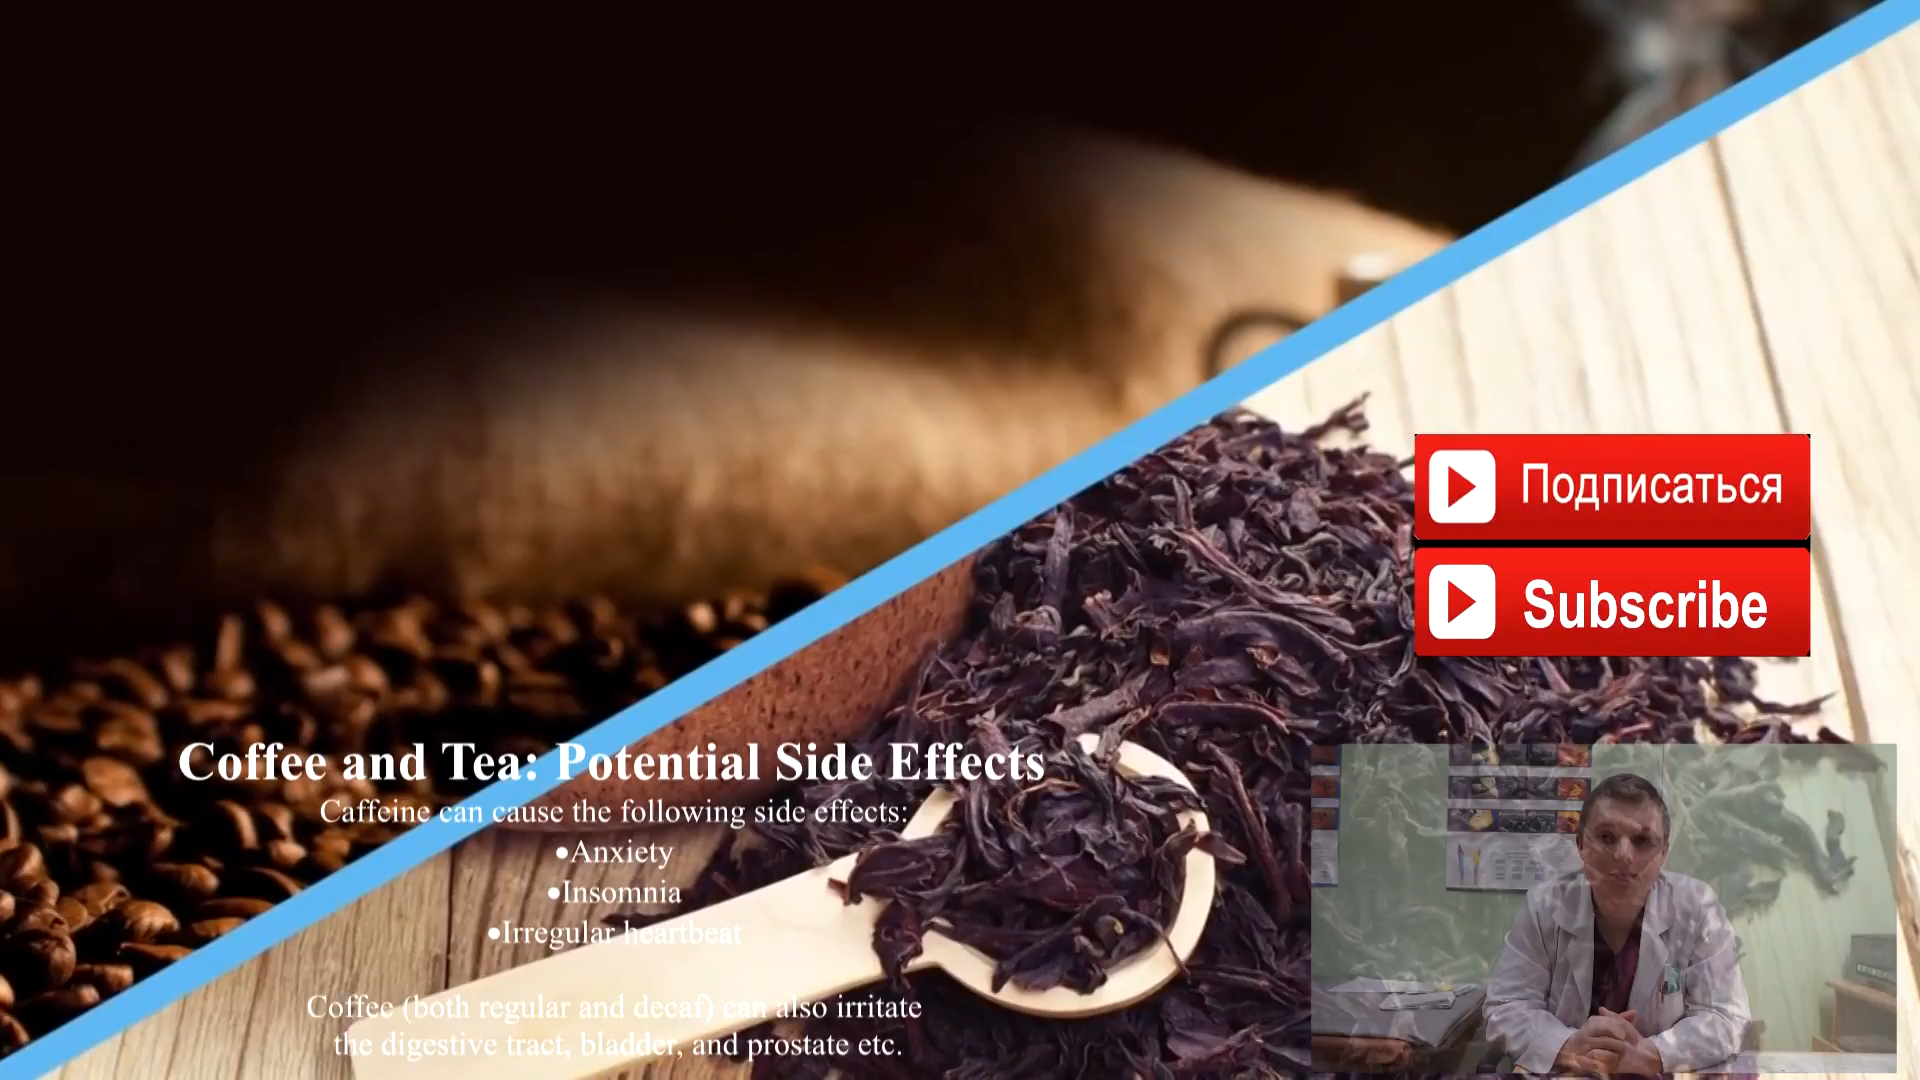 Подписаться
Subscribe
Coffee and Tea: Potential Side Effects
Caffeine can cause the following side effects:
•Anxiety
•Insomnia
•Irregular heartbeat
Coffee (both regular and decaf) can also irritate
the digestive tract, bladder, and prostate etc.